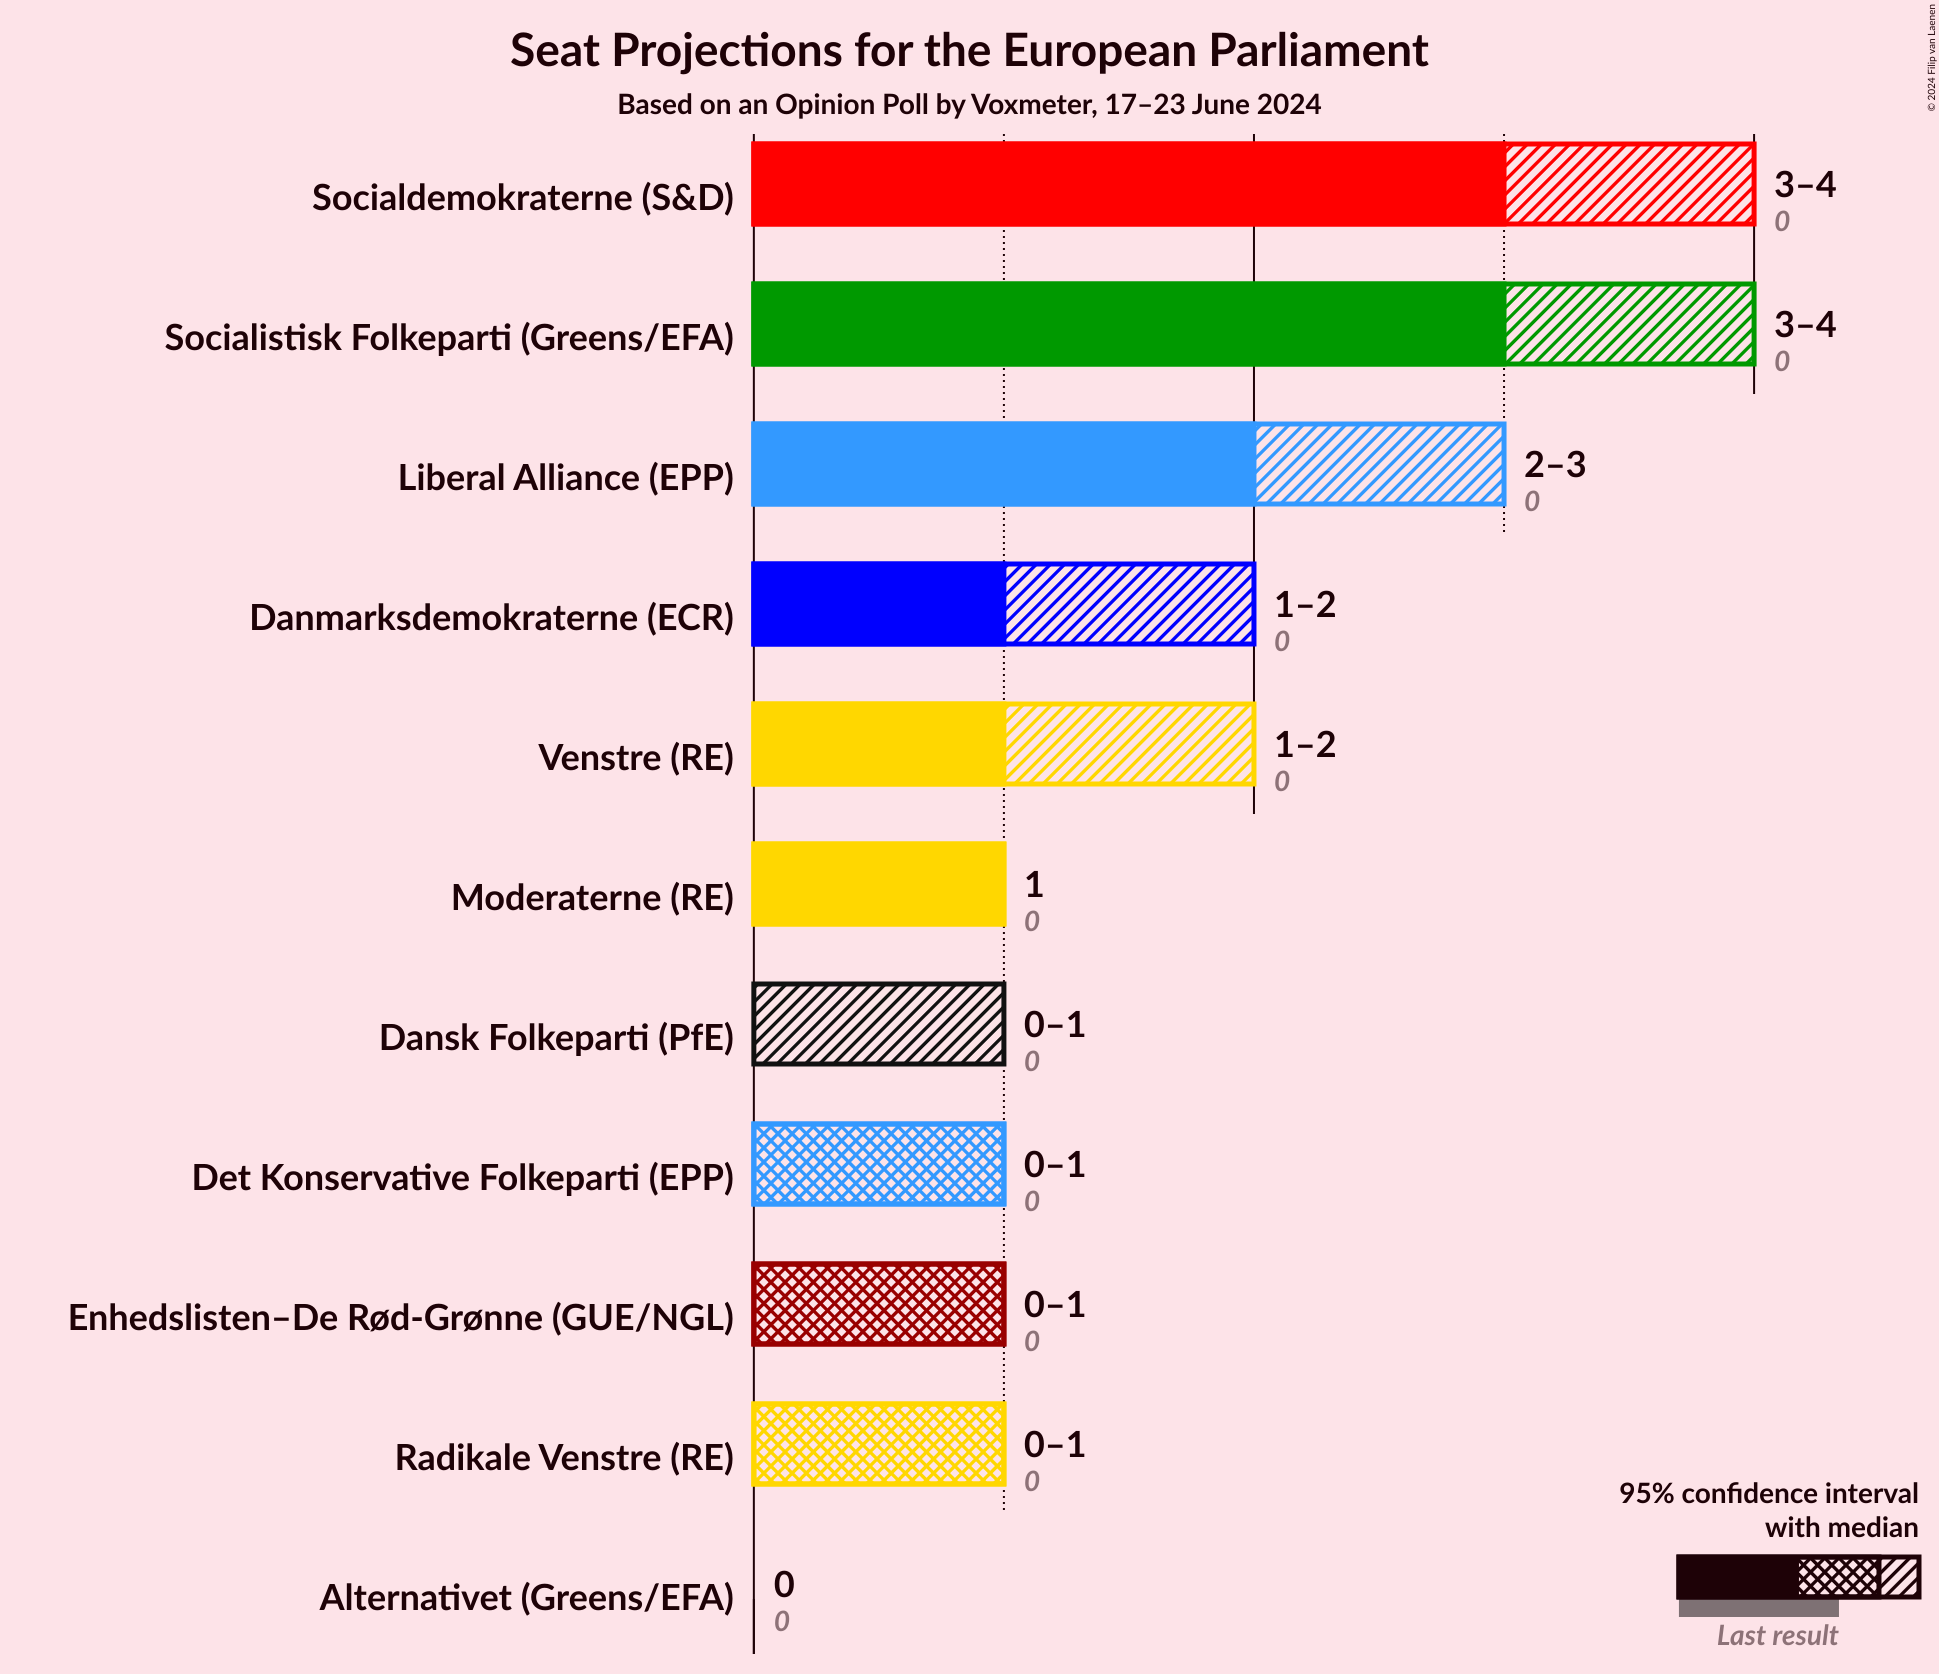 Seat Projections for the European Parliament
Based on an Opinion Poll by Voxmeter, 17–23 June 2024
© 2024 Filip van Laenen
Socialdemokraterne (S&D)
3–4
0
Socialistisk Folkeparti (Greens/EFA)
3–4
0
Liberal Alliance (EPP)
2–3
0
Danmarksdemokraterne (ECR)
1–2
0
Venstre (RE)
1–2
0
Moderaterne (RE)
1
0
Dansk Folkeparti (PfE)
0–1
0
Det Konservative Folkeparti (EPP)
0–1
0
Enhedslisten–De Rød-Grønne (GUE/NGL)
0–1
0
Radikale Venstre (RE)
0–1
0
Alternativet (Greens/EFA)
0
0
95% confidence interval
with median
Last result